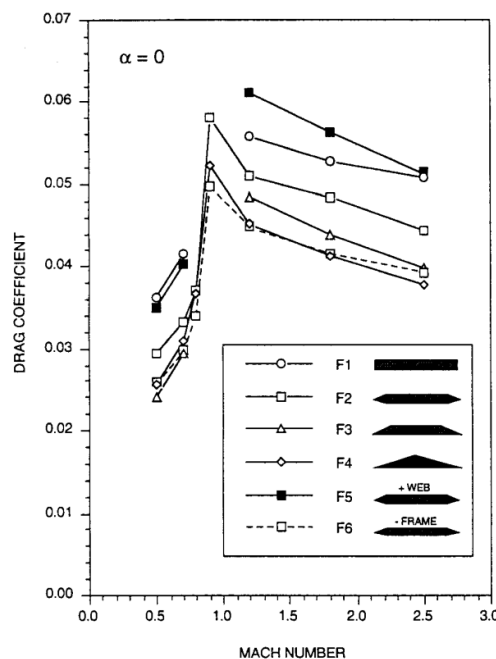 0.07
α = 0
0.06
0.05
0.04
0.03
0.02
0.01
0.00
DRAG COEFFICIENT
F1
F2
F3
F4
+ WEB
F5
- FRAME
F6
0.0 0.5 1.0 1.5 2.0 2.5 3.0
MACH NUMBER